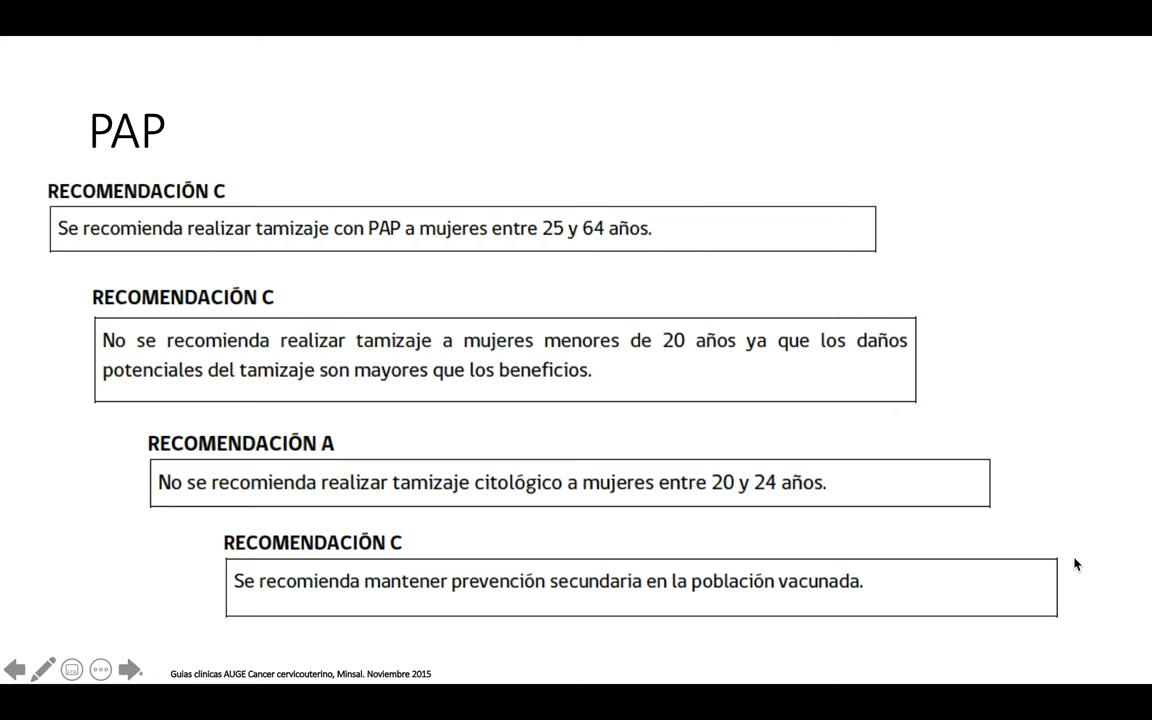 PAP
RECOMENDACIÓN C
Se recomienda realizar tamizaje con PAP a mujeres entre 25 y 64 años.
RECOMENDACIÓN C
No se recomienda realizar tamizaje a mujeres menores de 20 años ya que los daños
potenciales del tamizaje son mayores que los beneficios.
RECOMENDACIÓN A
No se recomienda realizar tamizaje citológico a mujeres entre 20 y 24 años.
RECOMENDACIÓN C
Se recomienda mantener prevención secundaria en la población vacunada.
Guias clinicas AUGE Cancer cervicouterino, Minsal. Noviembre 2015